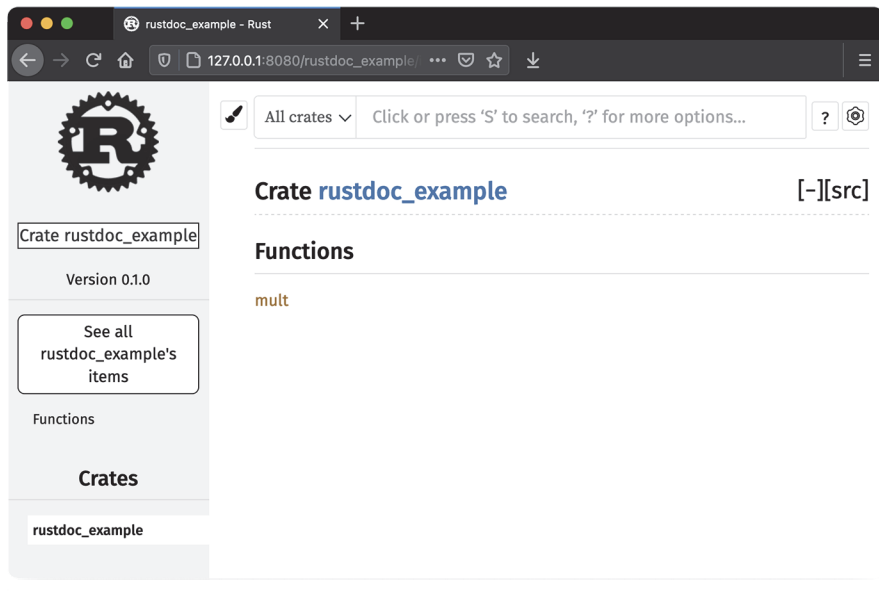 rustdoc_example - Rust
127.0.0.1:8080/rustdoc_example/
All crates
Click or press ‘S’ to search, ‘?’ for more options...
?
Crate rustdoc_example
[-][src]
Functions
mult
R
Crate rustdoc_example
Version 0.1.0
See all
rustdoc_example's
items
Functions
Crates
rustdoc_example